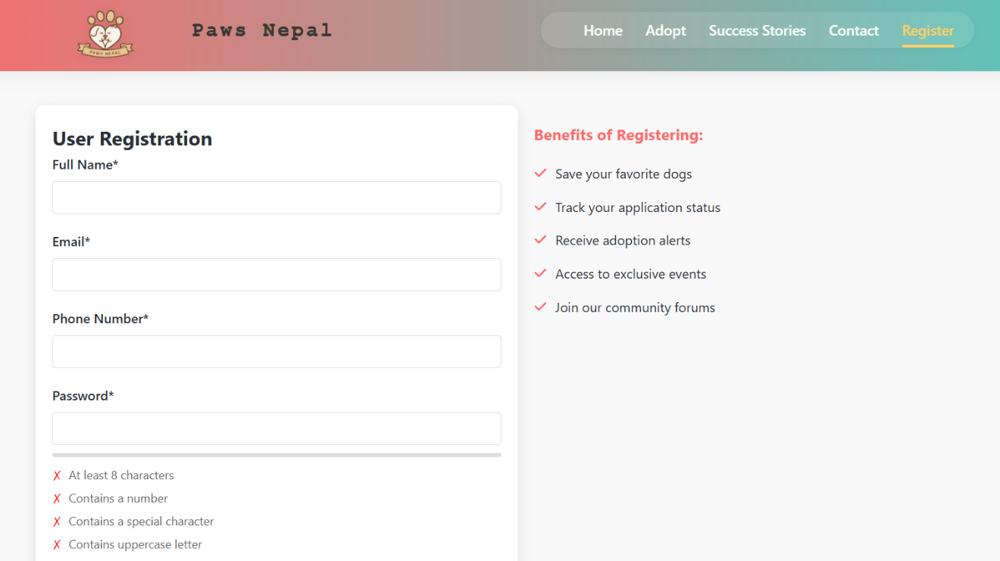 PAWS NEPAL
Paws Nepal
Home Adopt Success Stories Contact Register
User Registration
Full Name*
Email*
Phone Number*
Password*
✗ At least 8 characters
✗ Contains a number
✗ Contains a special character
✗ Contains uppercase letter
Benefits of Registering:
Save your favorite dogs
Track your application status
Receive adoption alerts
Access to exclusive events
Join our community forums